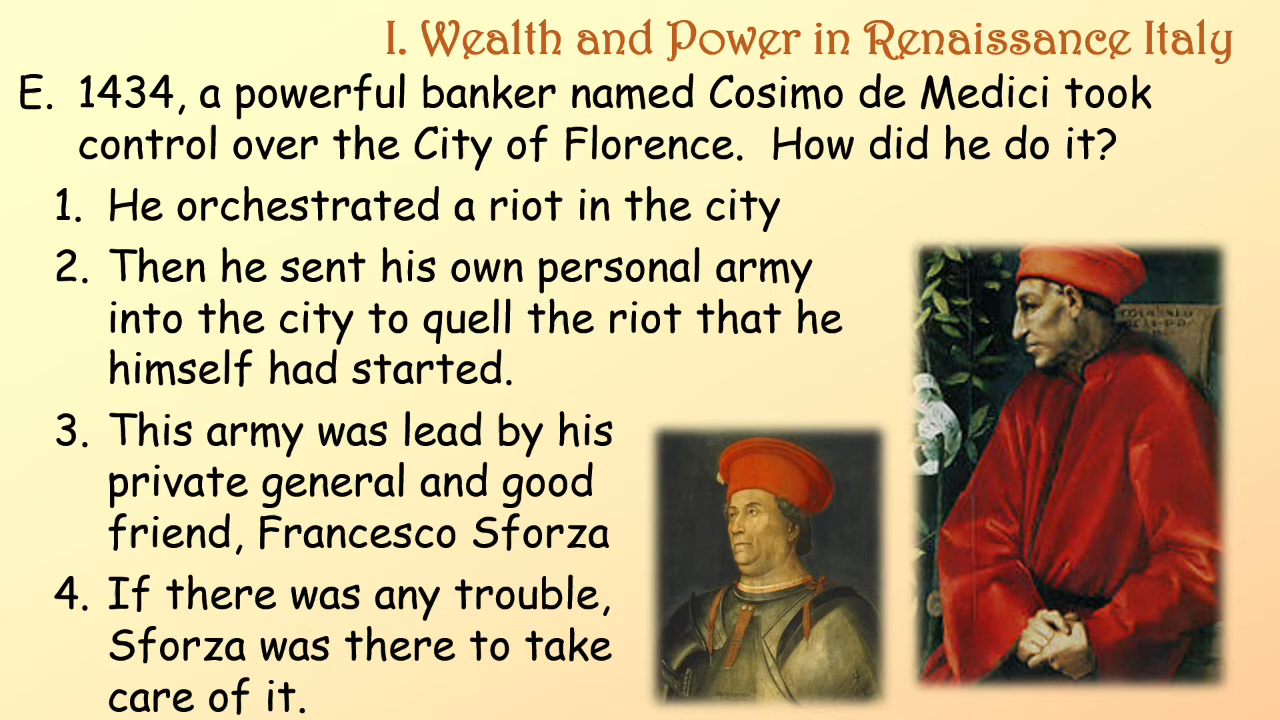 I. Wealth and Power in Renaissance Italy
E. 1434, a powerful banker named Cosimo de Medici took
control over the City of Florence. How did he do it?
1. He orchestrated a riot in the city
2. Then he sent his own personal army
into the city to quell the riot that he
himself had started.
3. This army was lead by his
private general and good
friend, Francesco Sforza
4. If there was any trouble,
Sforza was there to take
care of it.